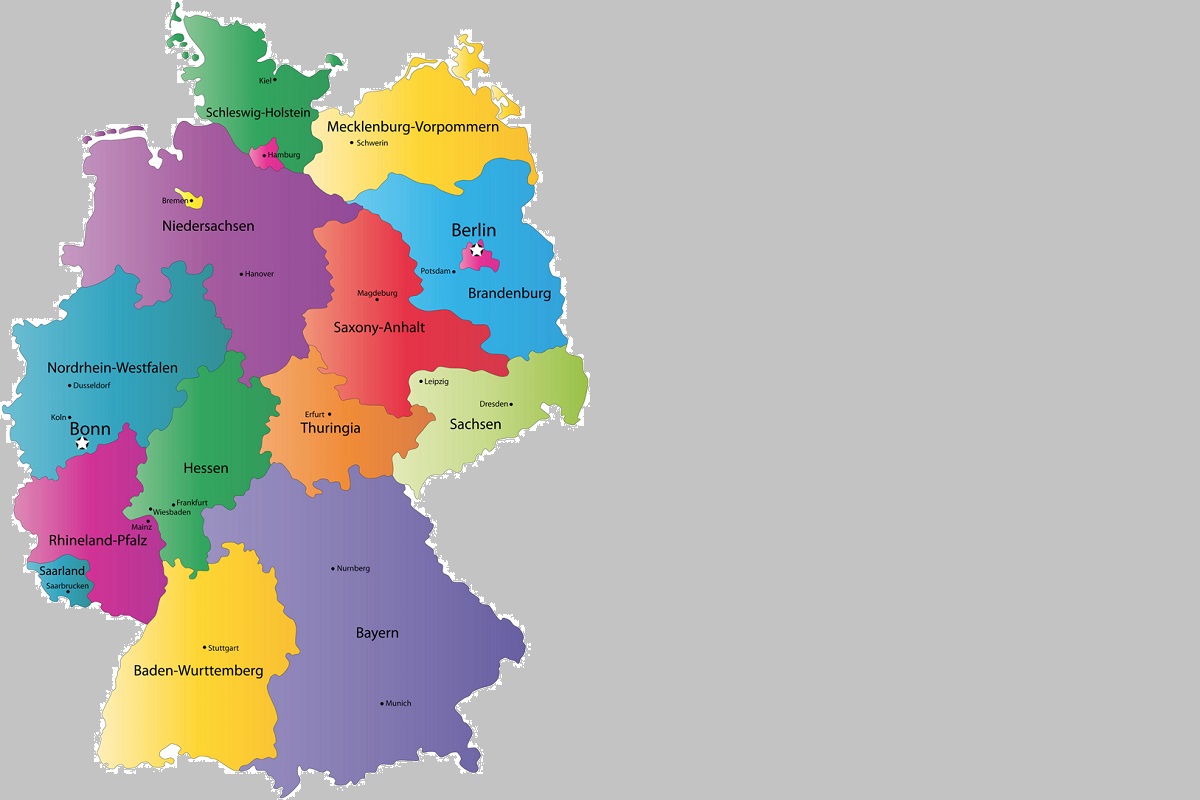 Kiel
Schleswig-Holstein
Mecklenburg-Vorpommern
Schwerin
Hamburg
Bremen
Niedersachsen
Berlin
Potsdam
Hanover
Brandenburg
Magdeburg
Saxony-Anhalt
Nordrhein-Westfalen
Dusseldorf
Leipzig
Dresden
Koln
Bonn
Erfurt
Thuringia
Sachsen
Hessen
Frankfurt
Wiesbaden
Mainz
Rhineland-Pfalz
Saarland
Saarbrucken
Nurnberg
Bayern
Stuttgart
Baden-Wurttemberg
Munich